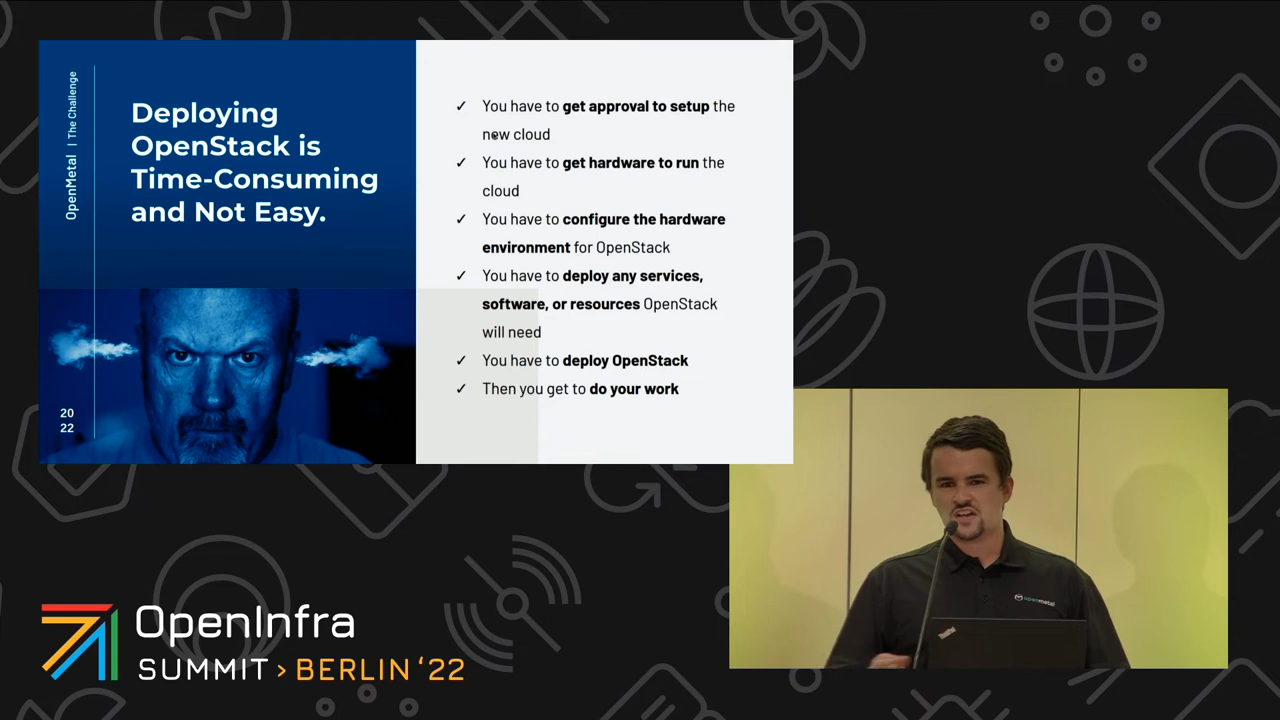 OpenMetal | The Challenge
Deploying
OpenStack is
Time-Consuming
and Not Easy.
20
22
✓ You have to get approval to setup the
new cloud
✓ You have to get hardware to run the
cloud
✓ You have to configure the hardware
environment for OpenStack
✓ You have to deploy any services,
software, or resources OpenStack
will need
✓ You have to deploy OpenStack
✓ Then you get to do your work
openmetal
OpenInfra
SUMMIT > BERLIN ‘22